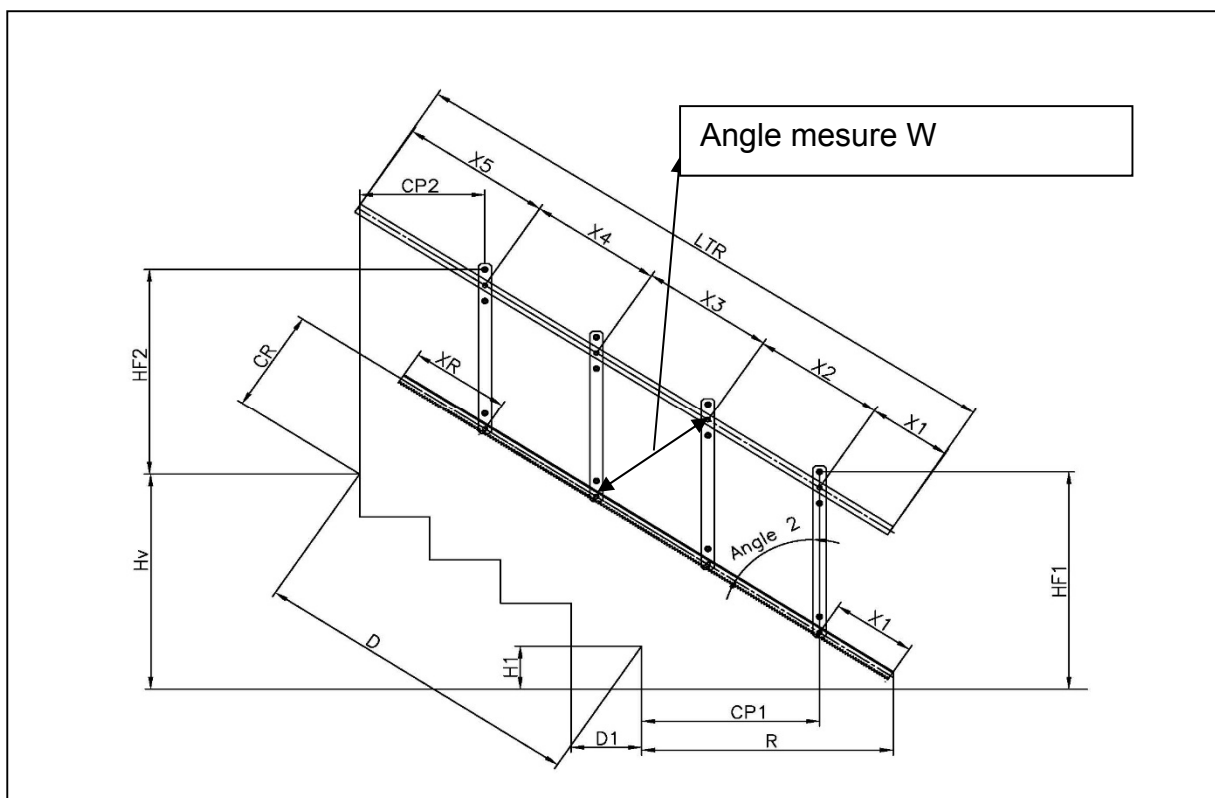 Angle mesure W
X5
CP2
X4
LTR
X3
HF2
CR
XR
X2
X1
Angle 2
Hv
HF1
X1
D
H1
CP1
D1
R